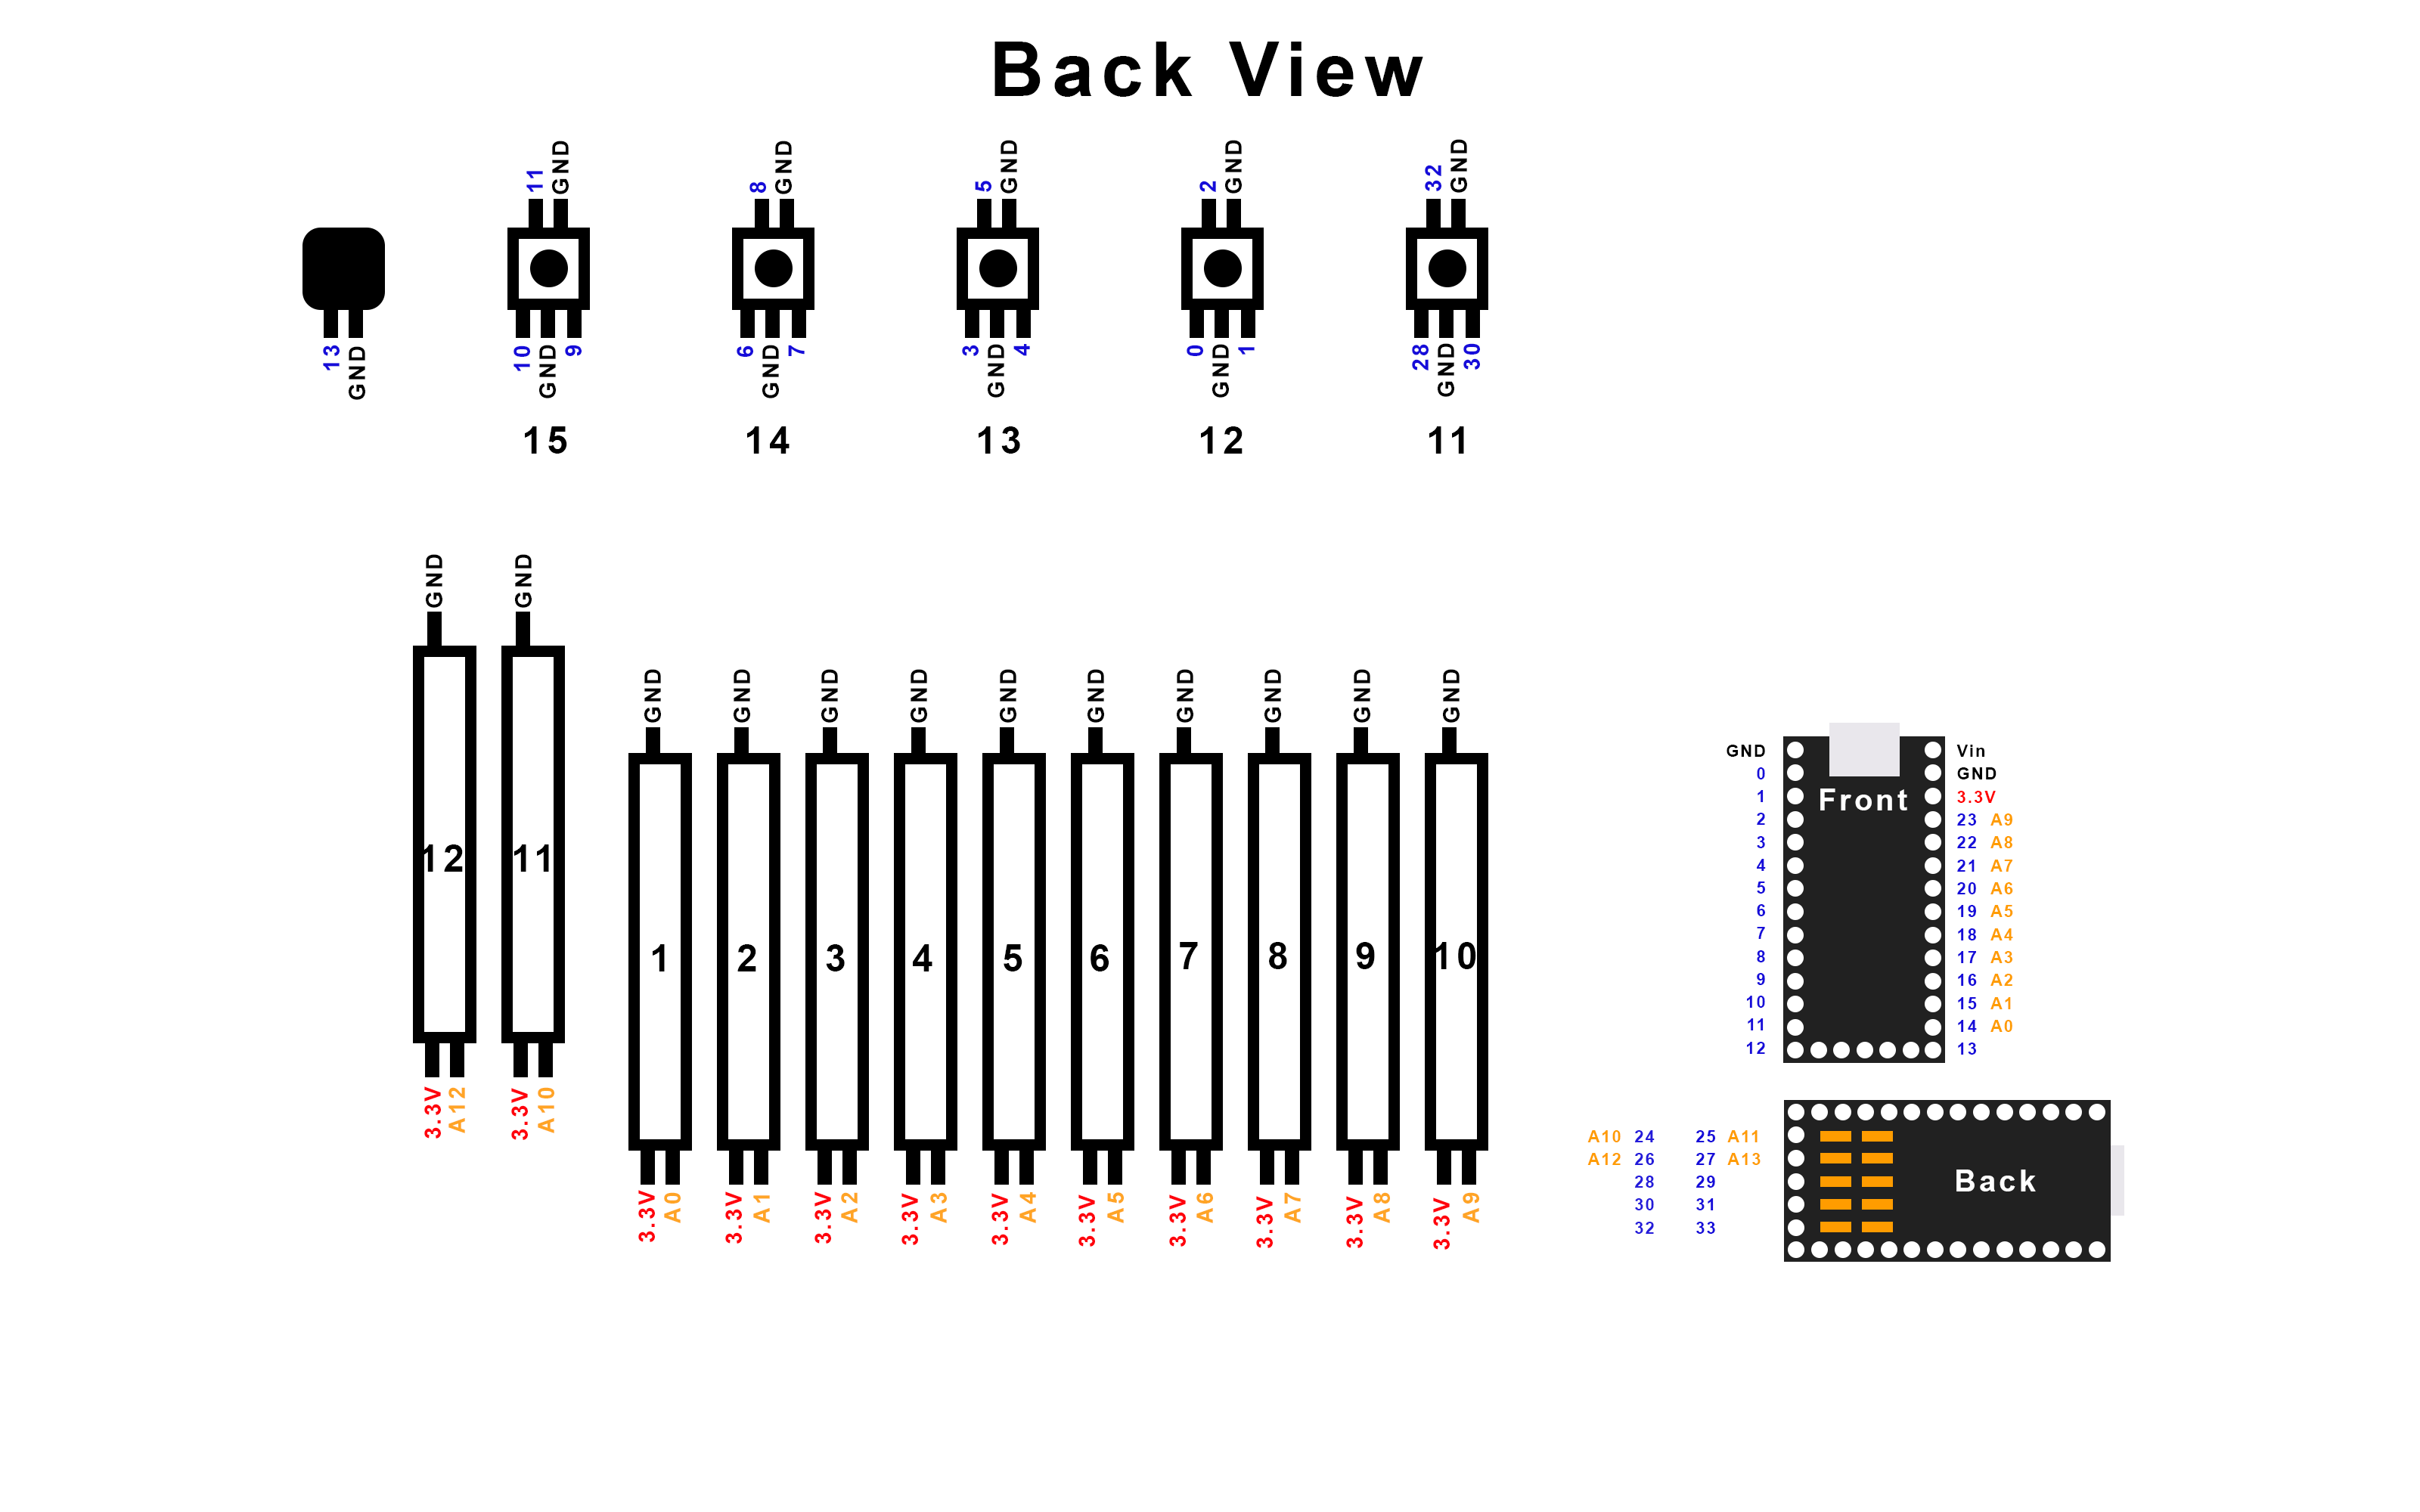 Back View
11 GND
8 GND
5 GND
2 GND
32 GND
13 GND
10 GND 9
6 GND 7
3 GND 4
0 GND 1
28 GND 30
15
14
13
12
11
GND
GND
12
11
3.3V A12
3.3V A10
GND
GND
GND
GND
GND
GND
GND
GND
GND
GND
1
2
3
4
5
6
7
8
9
10
3.3V A0
3.3V A1
3.3V A2
3.3V A3
3.3V A4
3.3V A5
3.3V A6
3.3V A7
3.3V A8
3.3V A9
Front
GND Vin
0 GND
1 3.3V
2 23 A9
3 22 A8
4 21 A7
5 20 A6
6 19 A5
7 18 A4
8 17 A3
9 16 A2
10 15 A1
11 14 A0
12 13
A10 24 25 A11
A12 26 27 A13
28 29
30 31
32 33
Back